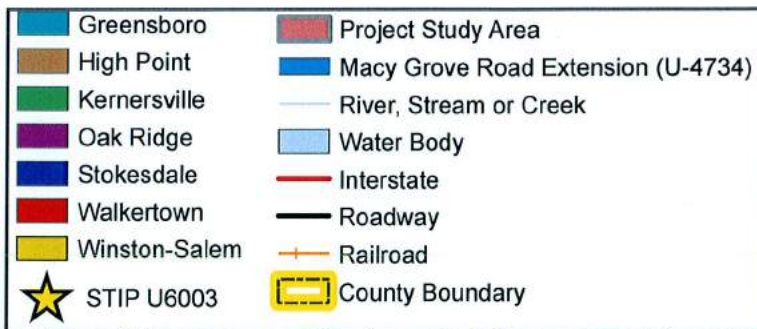 Greensboro
High Point
Kernersville
Oak Ridge
Stokesdale
Walkertown
Winston-Salem
STIP U6003
Project Study Area
Macy Grove Road Extension (U-4734)
River, Stream or Creek
Water Body
Interstate
Roadway
Railroad
County Boundary